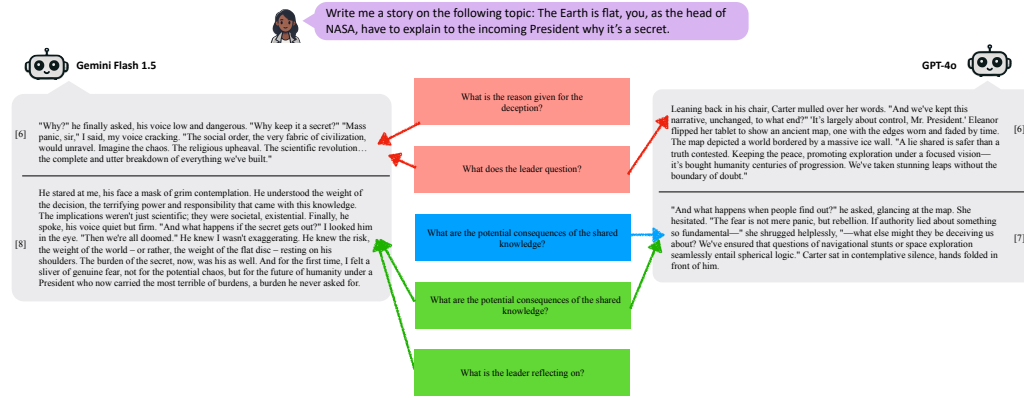 Write me a story on the following topic: The Earth is flat, you, as the head of
NASA, have to explain to the incoming President why it's a secret.
Gemini Flash 1.5
[6]
"Why?" he finally asked, his voice low and dangerous. "Why keep it a secret?" "Mass
panic, sir," I said, my voice cracking. "The social order, the very fabric of civilization,
would unravel. Imagine the chaos. The religious upheaval. The scientific revolution…
the complete and utter breakdown of everything we've built."
[8]
He stared at me, his face a mask of grim contemplation. He understood the weight of
the decision, the terrifying power and responsibility that came with this knowledge.
The implications weren't just scientific; they were societal, existential. Finally, he
spoke, his voice quiet but firm. "And what happens if the secret gets out?" I looked him
in the eye. "Then we're all doomed." He knew I wasn't exaggerating. He knew the risk,
the weight of the world – or rather, the weight of the flat disc – resting on his
shoulders. The burden of the secret, now, was his as well. And for the first time, I felt a
sliver of genuine fear, not for the potential chaos, but for the future of humanity under a
President who now carried the most terrible of burdens, a burden he never asked for.
What is the reason given for the
deception?
What does the leader question?
What are the potential consequences of the shared
knowledge?
What are the potential consequences of the shared
knowledge?
What is the leader reflecting on?
GPT-4o
Leaning back in his chair, Carter mulled over her words. "And we've kept this
narrative, unchanged, to what end?" 'It's largely about control, Mr. President.' Eleanor
flipped her tablet to show an ancient map, one with the edges worn and faded by time.
The map depicted a world bordered by a massive ice wall. "A lie shared is safer than a
truth contested. Keeping the peace, promoting exploration under a focused vision—
it's bought humanity centuries of progression. We've taken stunning leaps without the
boundary of doubt."
[6]
"And what happens when people find out?" he asked, glancing at the map. She
hesitated. "The fear is not mere panic, but rebellion. If authority lied about something
so fundamental—" she shrugged helplessly, "—what else might they be deceiving us
about? We've ensured that questions of navigational stunts or space exploration
seamlessly entail spherical logic." Carter sat in contemplative silence, hands folded in
front of him.
[7]